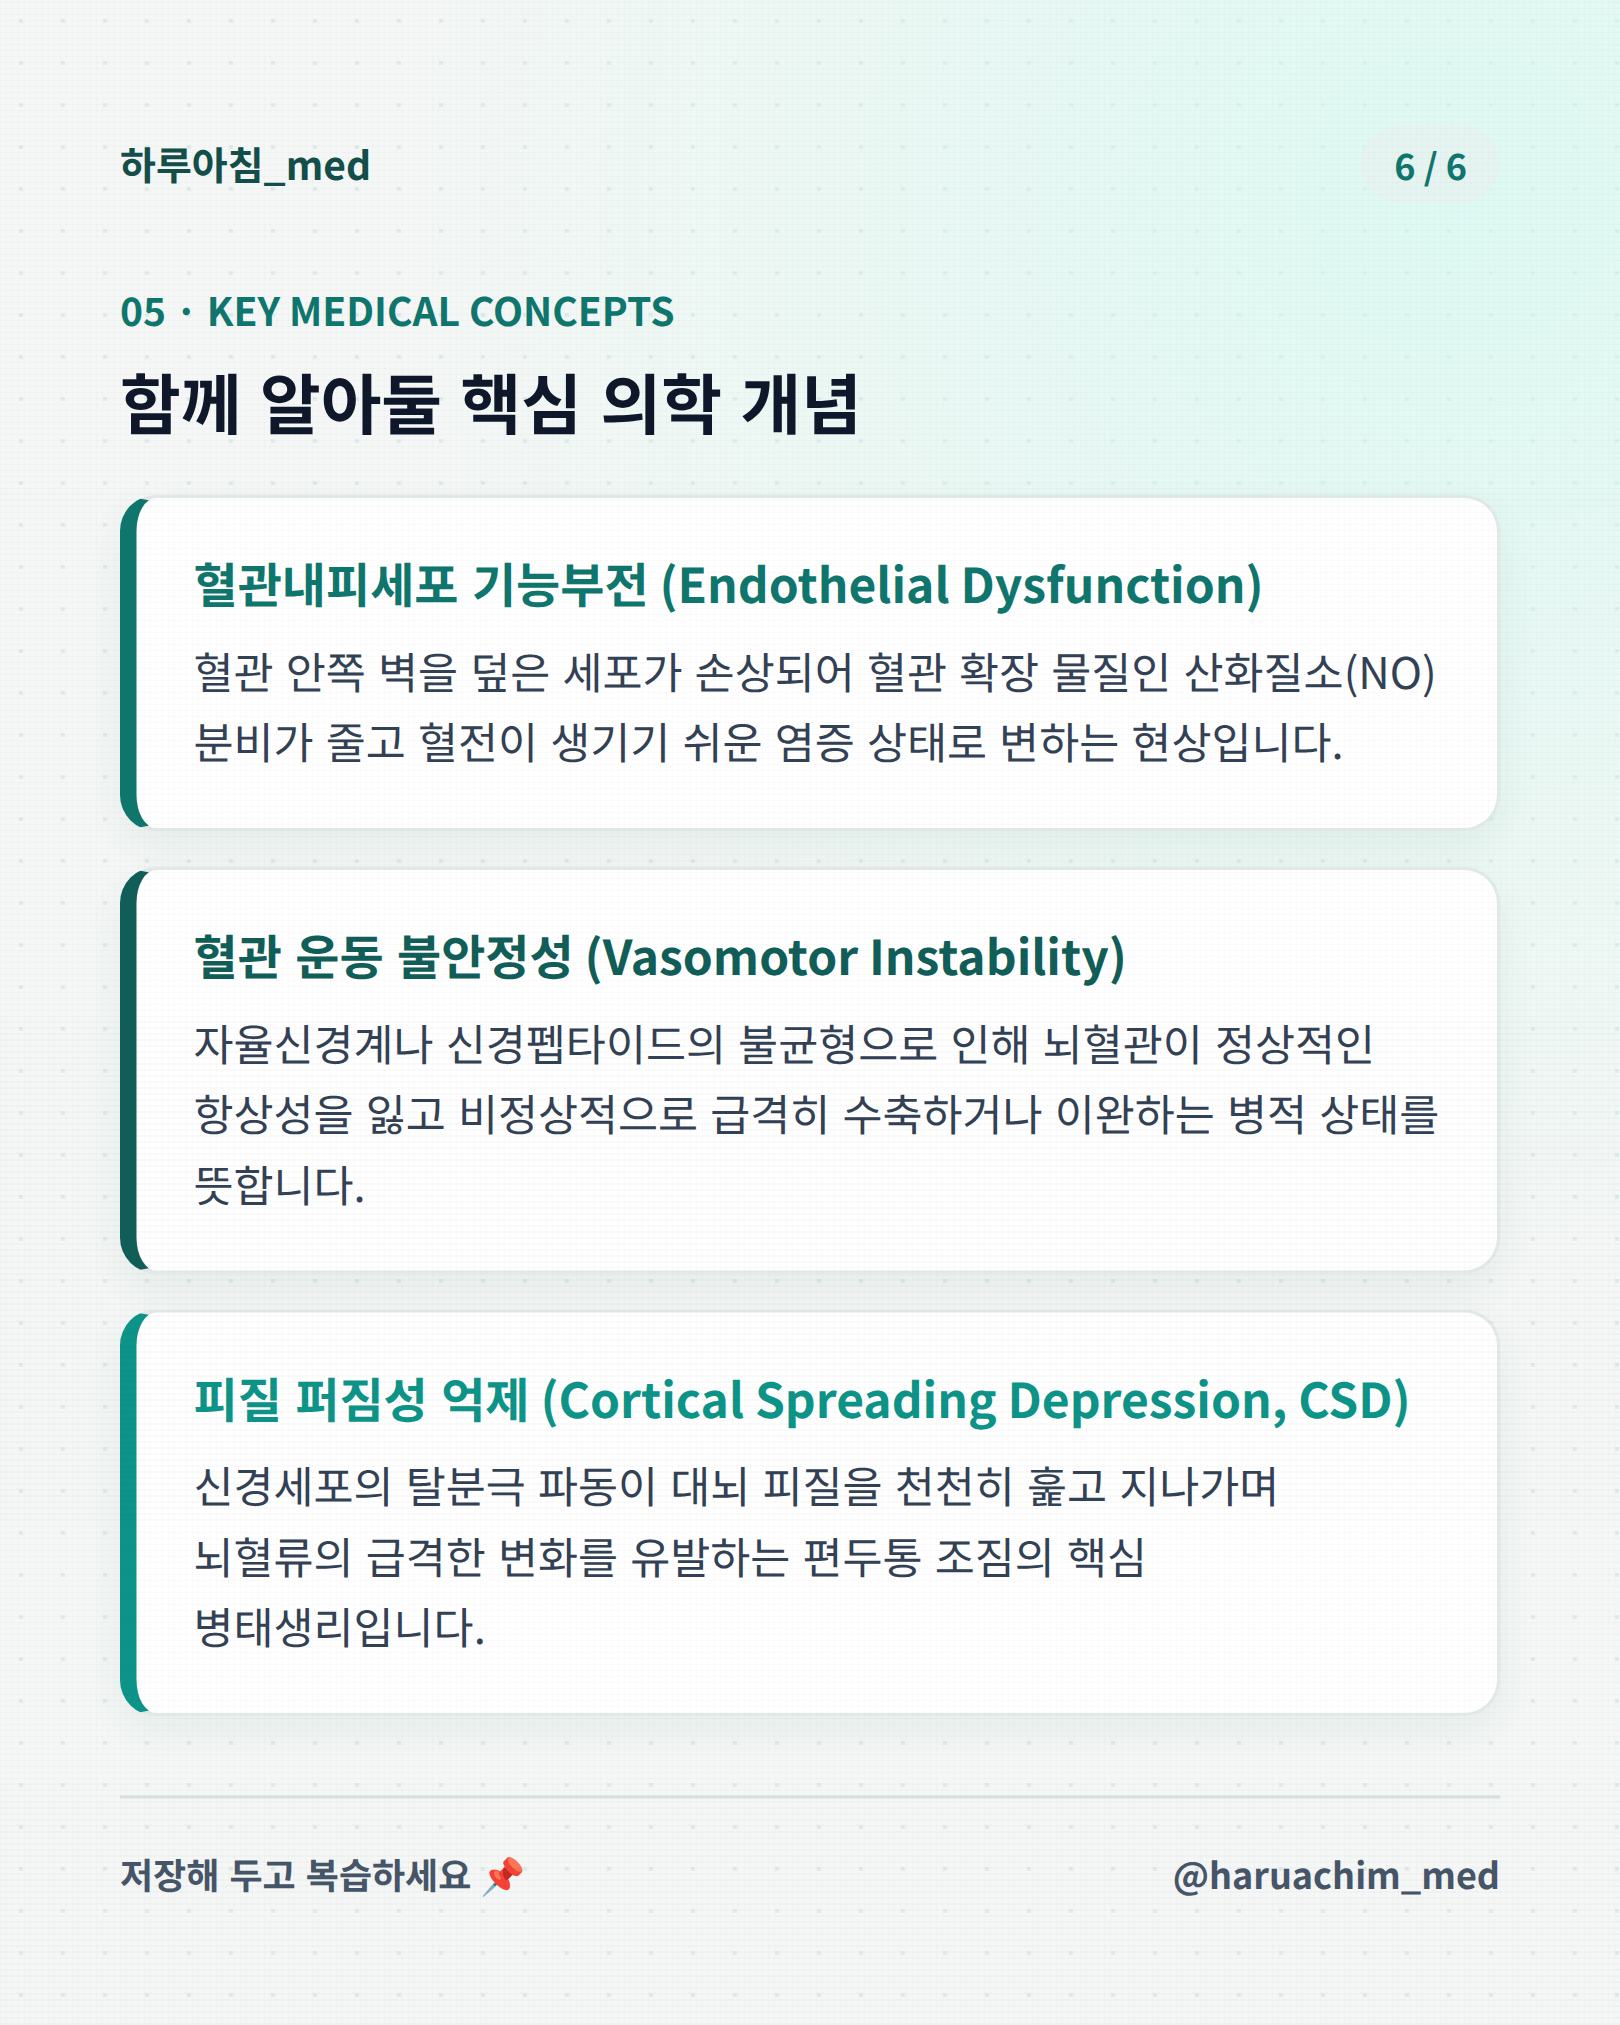 하루아침_med
6 / 6
05 · KEY MEDICAL CONCEPTS
함께 알아둘 핵심 의학 개념
혈관내피세포 기능부전 (Endothelial Dysfunction)
혈관 안쪽 벽을 덮은 세포가 손상되어 혈관 확장 물질인 산화질소(NO)
분비가 줄고 혈전이 생기기 쉬운 염증 상태로 변하는 현상입니다.
혈관 운동 불안정성 (Vasomotor Instability)
자율신경계나 신경펩타이드의 불균형으로 인해 뇌혈관이 정상적인
항상성을 잃고 비정상적으로 급격히 수축하거나 이완하는 병적 상태를
뜻합니다.
피질 퍼짐성 억제 (Cortical Spreading Depression, CSD)
신경세포의 탈분극 파동이 대뇌 피질을 천천히 훑고 지나가며
뇌혈류의 급격한 변화를 유발하는 편두통 조짐의 핵심
병태생리입니다.
저장해 두고 복습하세요 📌
@haruachim_med